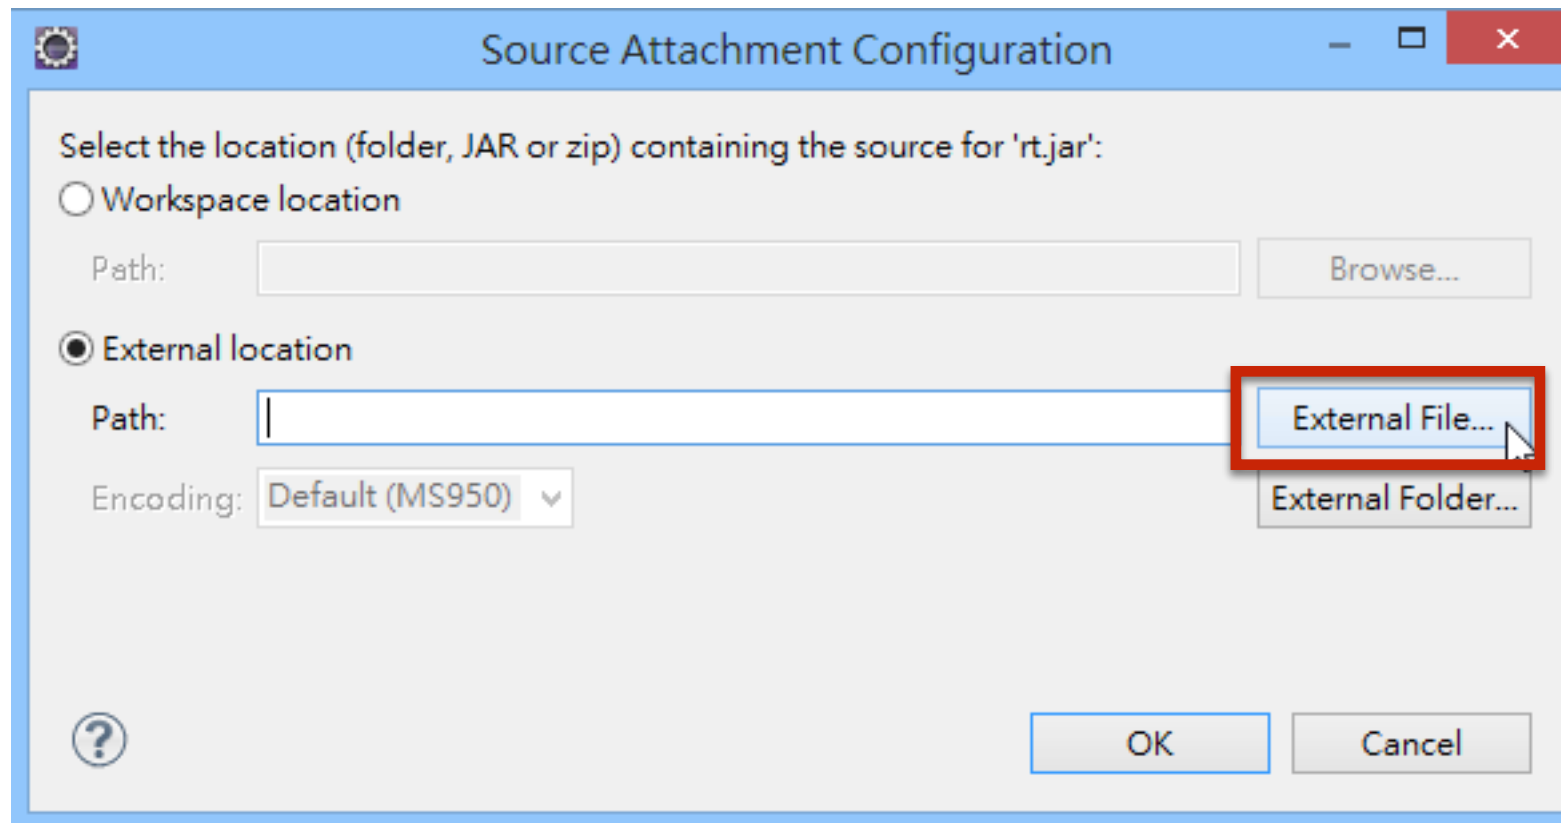 Source Attachment Configuration
Select the location (folder, JAR or zip) containing the source for 'rt.jar':
Workspace location
Path:
Browse...
External location
Path:
External File...
Encoding:
Default (MS950)
External Folder...
?
OK
Cancel